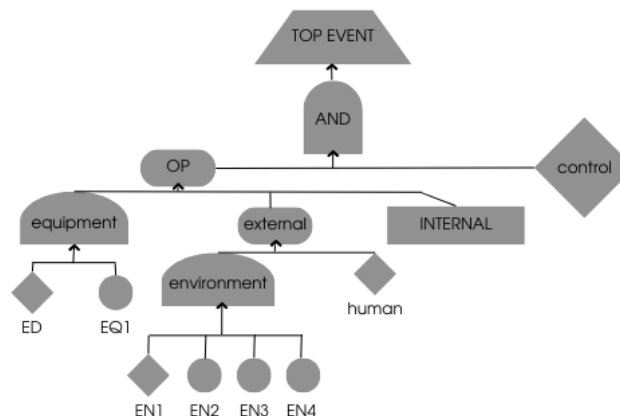 TOP EVENT
AND
OP
control
equipment
external
INTERNAL
environment
human
ED
EQ1
EN1
EN2
EN3
EN4